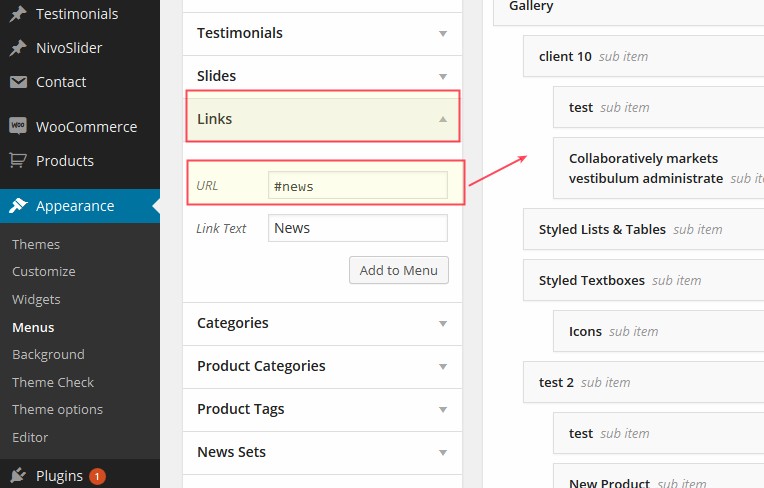 Testimonials
NivoSlider
Contact
WOO
WooCommerce
Products
Appearance
Themes
Customize
Widgets
Menus
Background
Theme Check
Theme options
Editor
Plugins 1
Testimonials
Slides
Links
URL #news
Link Text News
Add to Menu
Categories
Product Categories
Product Tags
News Sets
Gallery
client 10 sub item
test sub item
Collaboratively markets
vestibulum administrate sub it
Styled Lists & Tables sub item
Styled Textboxes sub item
Icons sub item
test 2 sub item
test sub item
New Product sub item